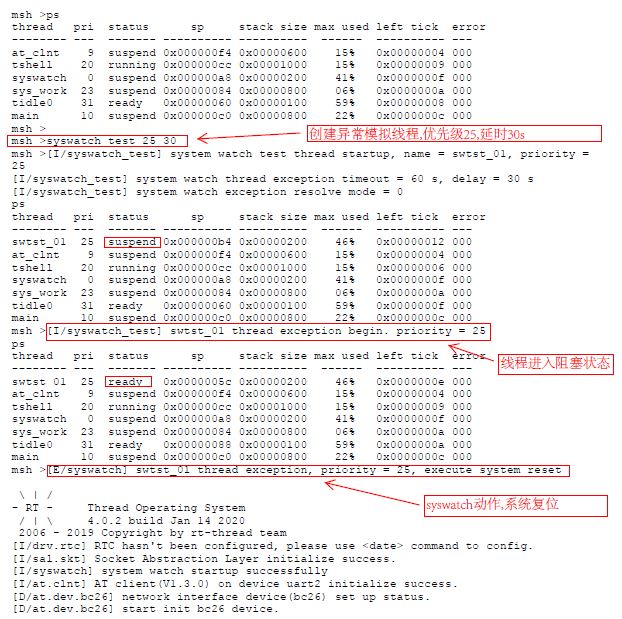 msh >ps
thread   pri  status      sp     stack size max used left tick  error
-------- ---  ------- ---------- ----------  ------  ---------- ---
at_clnt    9  suspend 0x000000f4 0x00000600    15%   0x00000004 000
tshell    20  running 0x000000cc 0x00001000    15%   0x00000009 000
syswatch   0  suspend 0x000000a8 0x00000200    41%   0x0000000f 000
sys_work  23  suspend 0x00000084 0x00000800    06%   0x0000000a 000
tidle0    31  ready   0x00000060 0x00000100    59%   0x00000008 000
main      10  suspend 0x000000c0 0x00000800    22%   0x0000000c 000
msh >
msh >syswatch test 25 30
创建异常模拟线程,优先级25,延时30s
msh >[I/syswatch_test] system watch test thread startup, name = swtst_01, priority =
25
[I/syswatch_test] system watch thread exception timeout = 60 s, delay = 30 s
[I/syswatch_test] system watch exception resolve mode = 0
ps
thread   pri  status      sp     stack size max used left tick  error
-------- ---  ------- ---------- ----------  ------  ---------- ---
swtst_01  25  suspend 0x000000b4 0x00000200    46%   0x00000012 000
at_clnt    9  suspend 0x000000f4 0x00000600    15%   0x00000004 000
tshell    20  running 0x000000cc 0x00001000    15%   0x00000006 000
syswatch   0  suspend 0x000000a8 0x00000200    41%   0x0000000f 000
sys_work  23  suspend 0x00000084 0x00000800    06%   0x0000000a 000
tidle0    31  ready   0x00000060 0x00000100    59%   0x0000000f 000
main      10  suspend 0x000000c0 0x00000800    22%   0x0000000c 000
msh >[I/syswatch_test] swtst_01 thread exception begin. priority = 25
ps
thread   pri  status      sp     stack size max used left tick  error
线程进入阻塞状态
-------- ---  ------- ---------- ----------  ------  ---------- ---
swtst_01  25  ready   0x0000005c 0x00000200    46%   0x0000000e 000
at_clnt    9  suspend 0x000000f4 0x00000600    15%   0x00000004 000
tshell    20  running 0x000000cc 0x00001000    15%   0x00000009 000
syswatch   0  suspend 0x000000a8 0x00000200    41%   0x0000000f 000
sys_work  23  suspend 0x00000084 0x00000800    06%   0x0000000a 000
tidle0    31  ready   0x00000088 0x00000100    59%   0x0000000a 000
main      10  suspend 0x000000c0 0x00000800    22%   0x0000000c 000
msh >[E/syswatch] swtst_01 thread exception, priority = 25, execute system reset
syswatch动作,系统复位
 \ | /
- RT -     Thread Operating System
 / | \     4.0.2 build Jan 14 2020
 2006 - 2019 Copyright by rt-thread team
[I/drv.rtc] RTC hasn't been configured, please use <date> command to config.
[I/sal.skt] Socket Abstraction Layer initialize success.
[I/syswatch] system watch startup successfully
[I/at.clnt] AT client(V1.3.0) on device uart2 initialize success.
[D/at.dev.bc26] network interface device(bc26) set up status.
[D/at.dev.bc26] start init bc26 device.